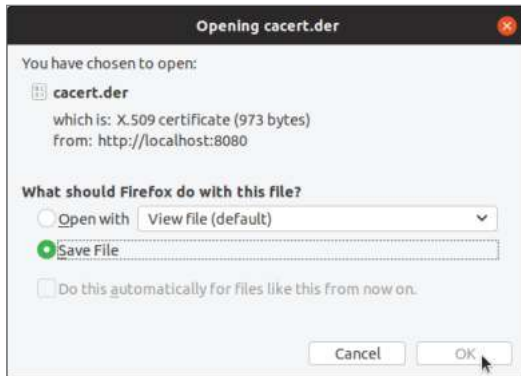 Opening cacert.der
You have chosen to open:
cacert.der
which is: X.509 certificate (973 bytes)
from: http://localhost:8080
What should Firefox do with this file?
Open with View file (default)
Save File
Do this automatically for files like this from now on.
Cancel OK